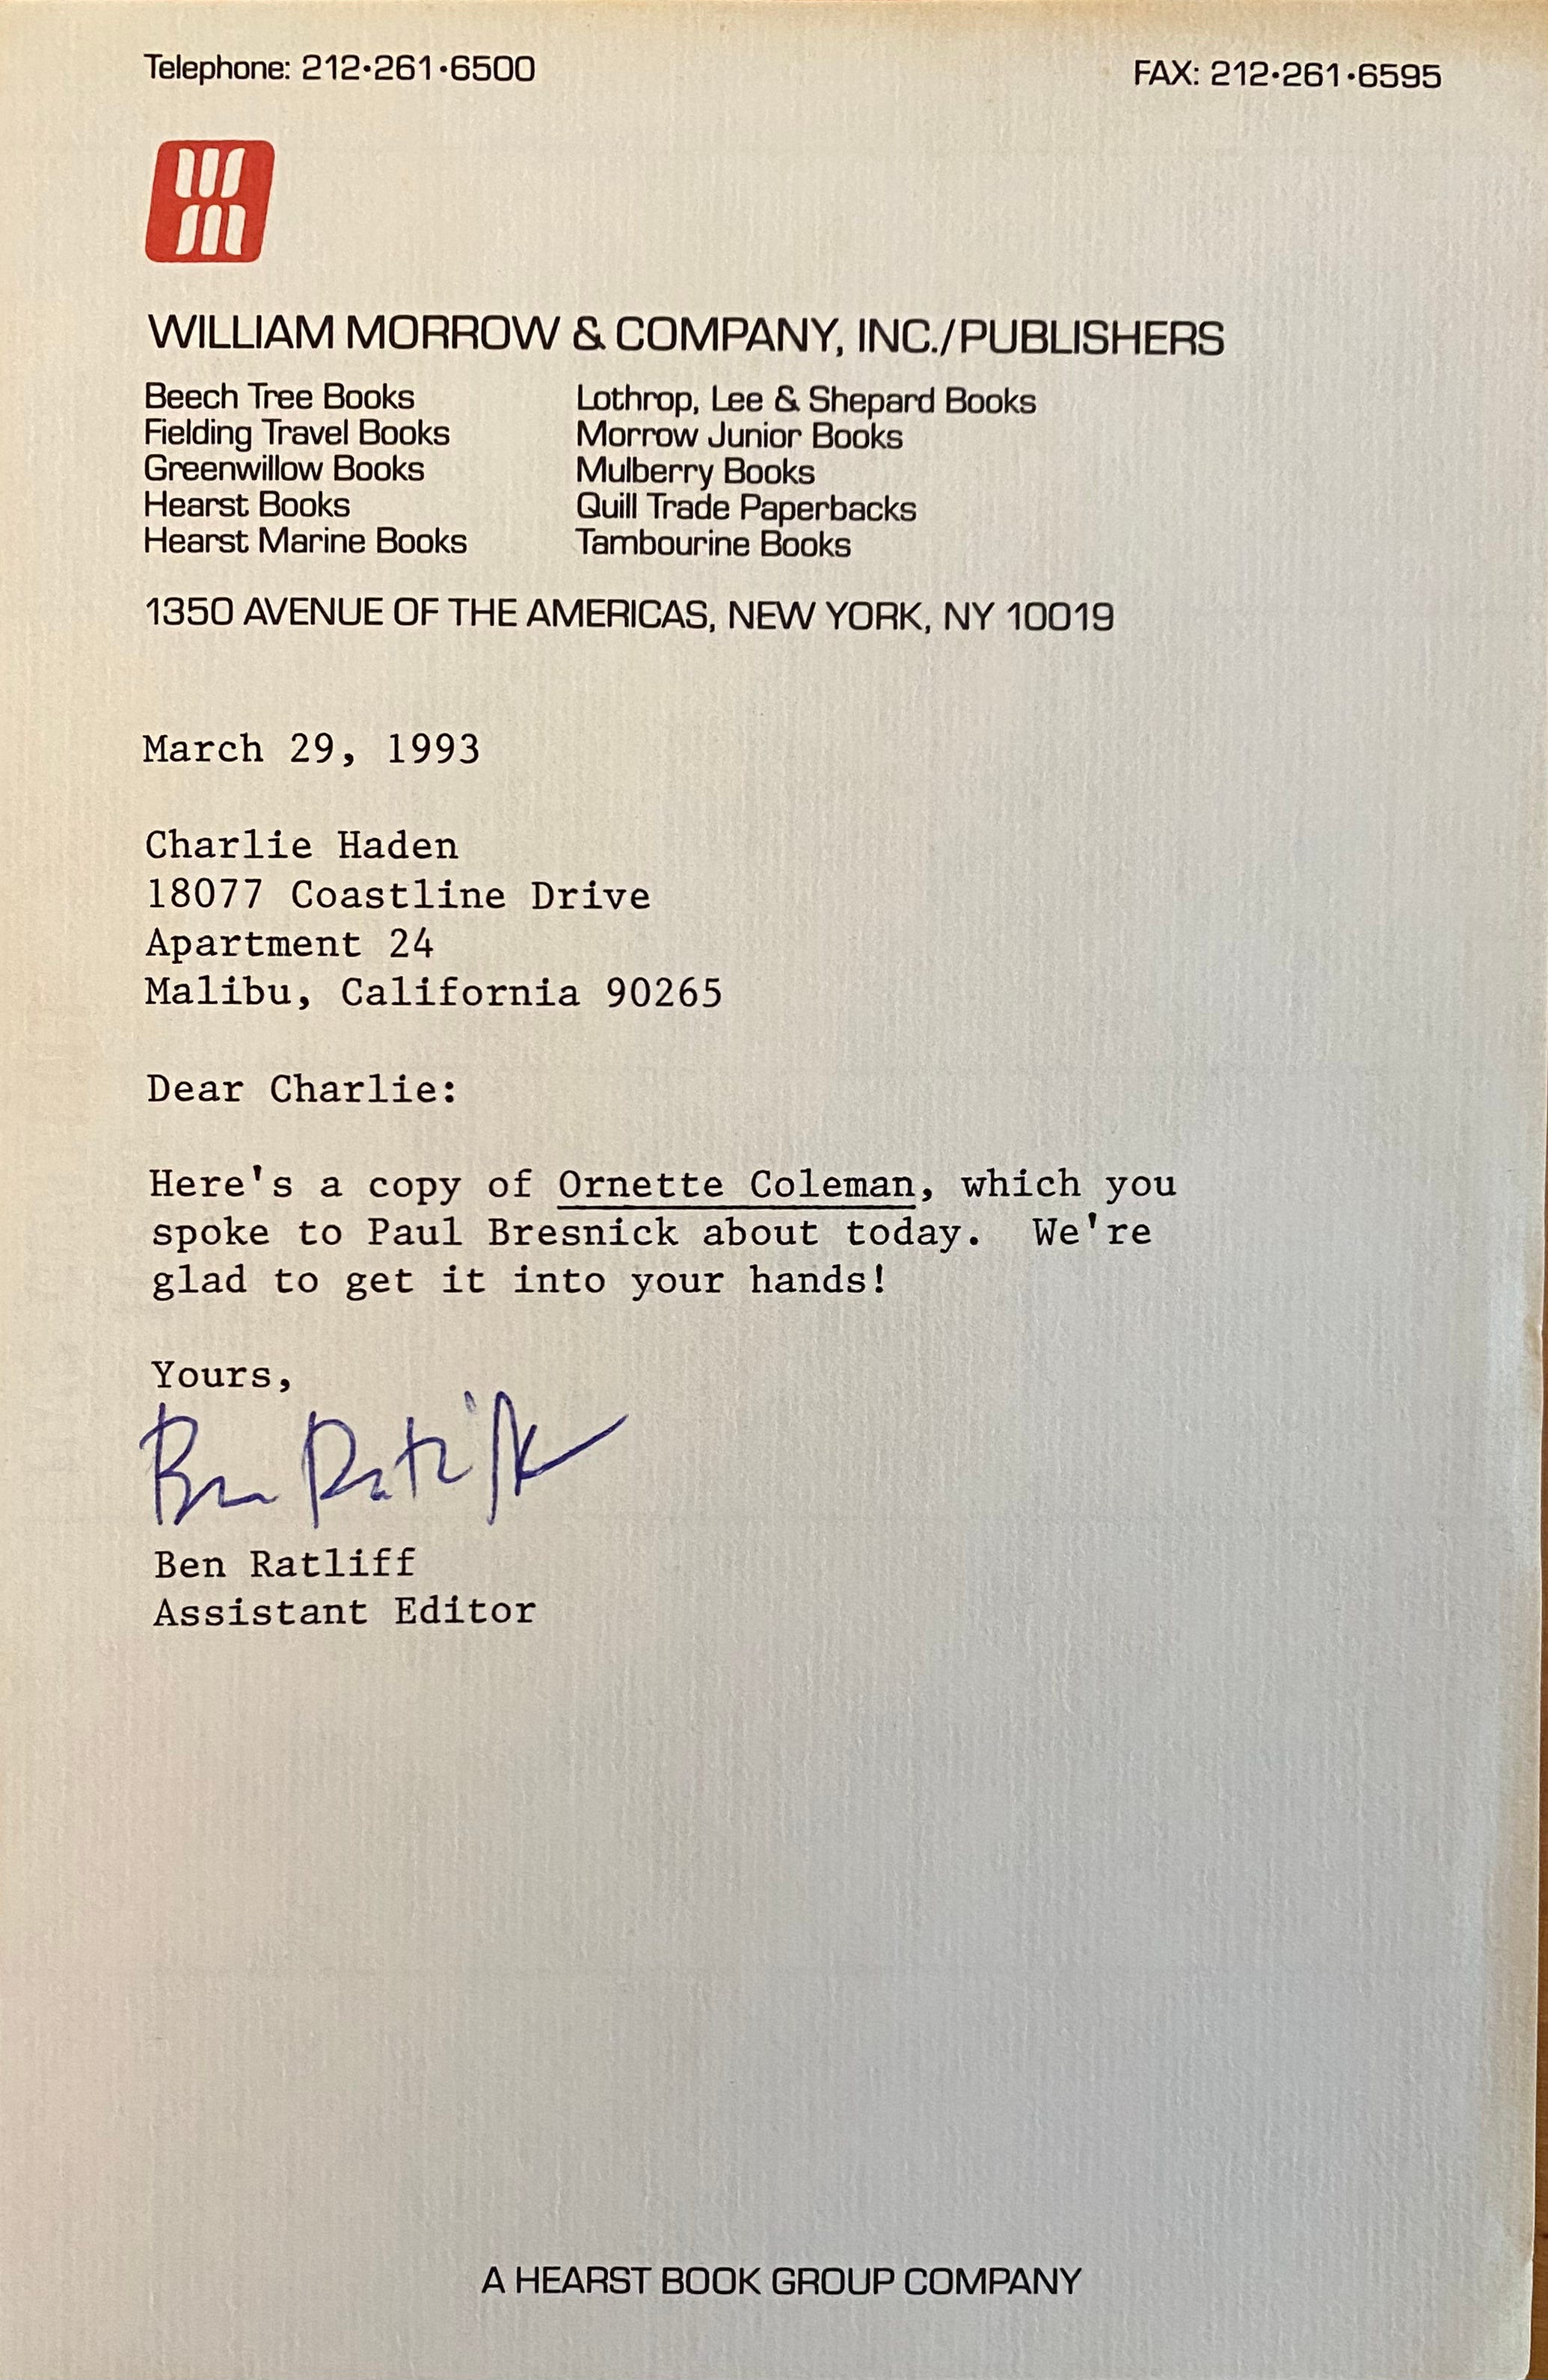 Telephone: 212•261•6500
FAX: 212•261•6595
WM
WILLIAM MORROW & COMPANY, INC./PUBLISHERS
Beech Tree Books
Fielding Travel Books
Greenwillow Books
Hearst Books
Hearst Marine Books
Lothrop, Lee & Shepard Books
Morrow Junior Books
Mulberry Books
Quill Trade Paperbacks
Tambourine Books
1350 AVENUE OF THE AMERICAS, NEW YORK, NY 10019
March 29, 1993
Charlie Haden
18077 Coastline Drive
Apartment 24
Malibu, California 90265
Dear Charlie:
Here's a copy of Ornette Coleman, which you
spoke to Paul Bresnick about today. We're
glad to get it into your hands!
Yours,
Ben Ratliff
Ben Ratliff
Assistant Editor
A HEARST BOOK GROUP COMPANY